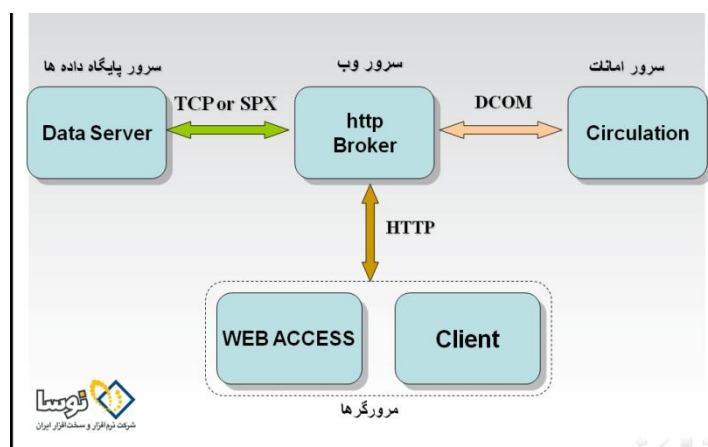 سرور پایگاه داده ها
سرور وب
سرور امانات
Data Server
TCP or SPX
http
Broker
DCOM
Circulation
HTTP
WEB ACCESS
Client
مرورگرها
نوسا
شرکت نرم‌افزار و سخت‌افزار ایران